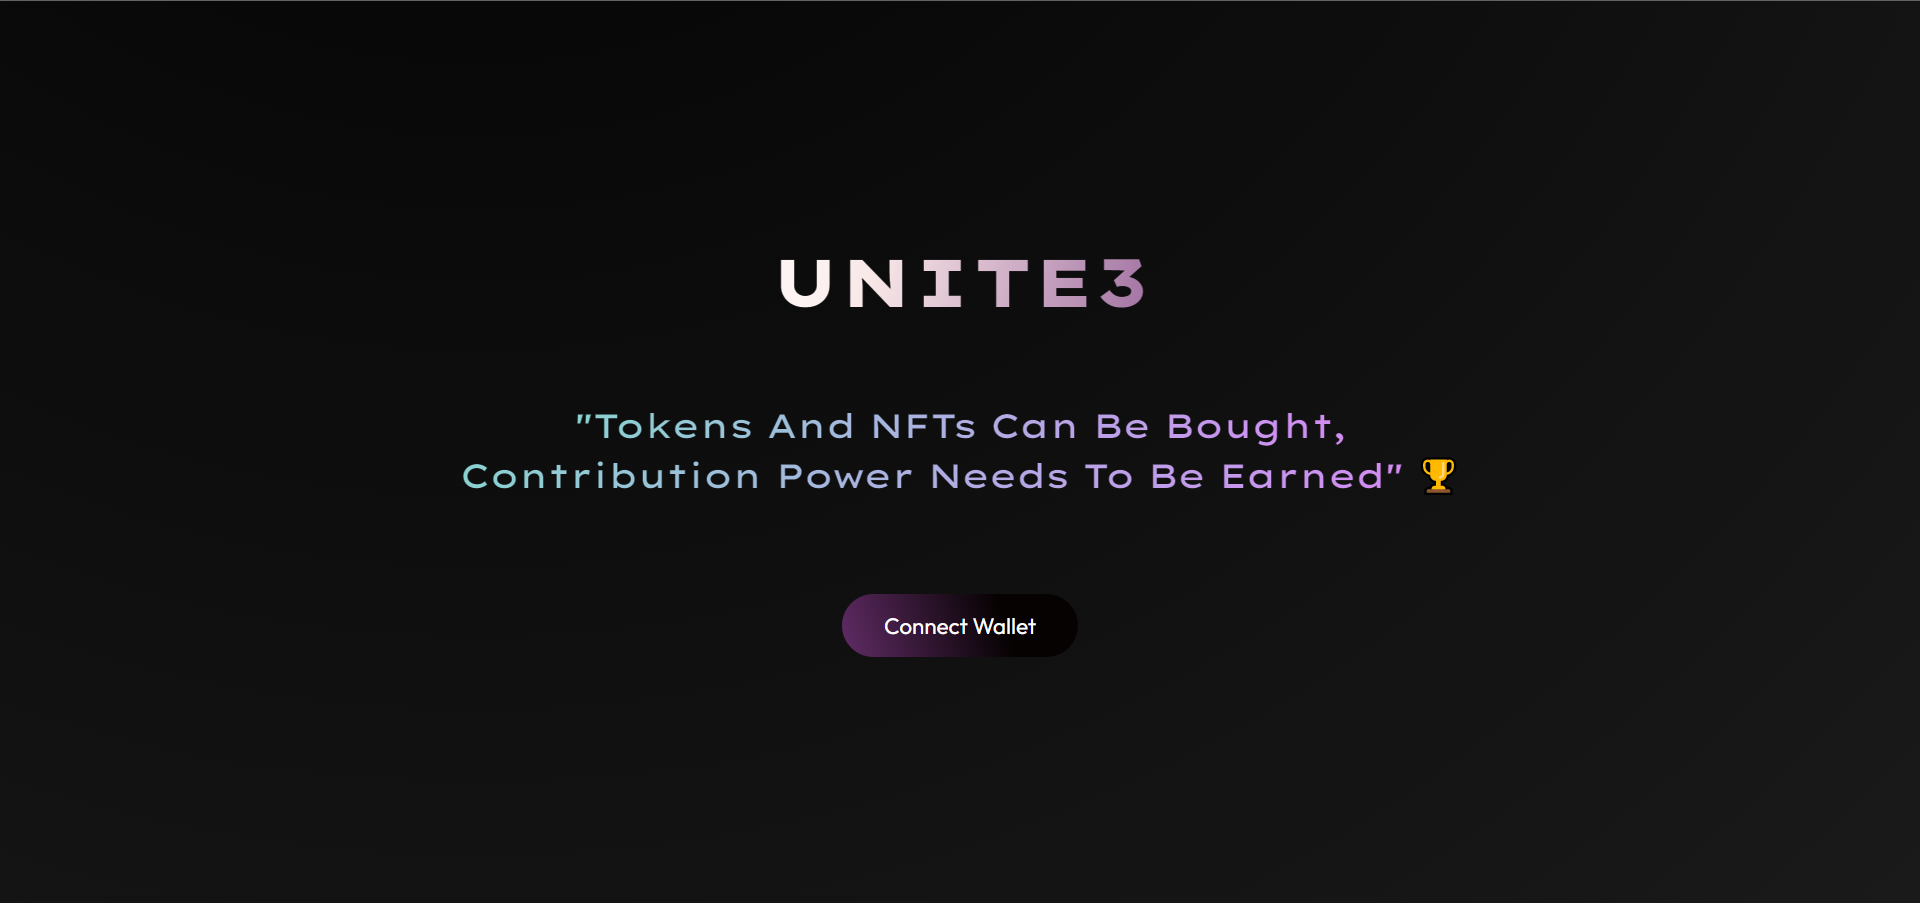 UNITE3
"Tokens And NFTs Can Be Bought,
Contribution Power Needs To Be Earned" 🏆
Connect Wallet